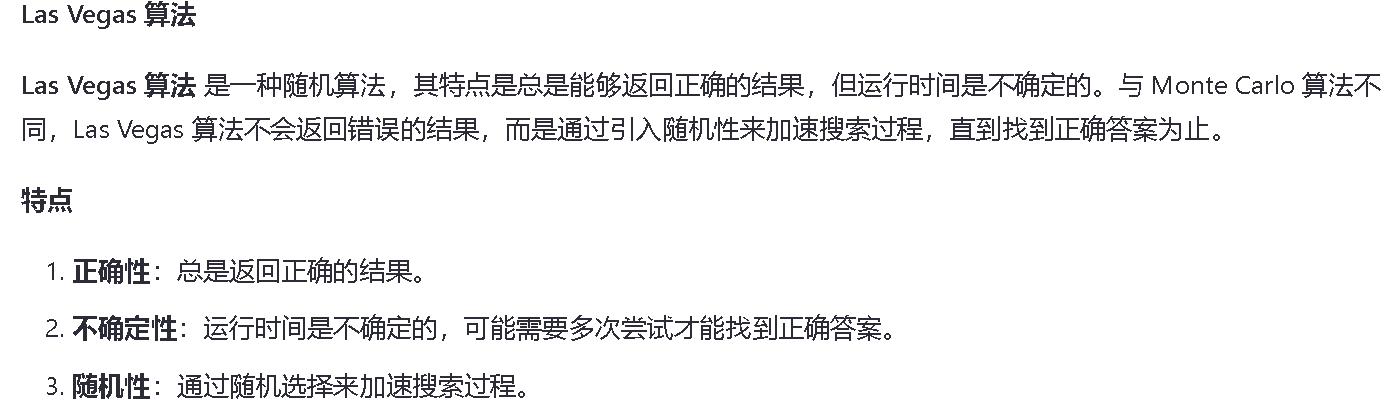 Las Vegas 算法
Las Vegas 算法 是一种随机算法，其特点是总是能够返回正确的结果，但运行时间是不确定的。与 Monte Carlo 算法不
同，Las Vegas 算法不会返回错误的结果，而是通过引入随机性来加速搜索过程，直到找到正确答案为止。
特点
1. 正确性：总是返回正确的结果。
2. 不确定性：运行时间是不确定的，可能需要多次尝试才能找到正确答案。
3. 随机性：通过随机选择来加速搜索过程。